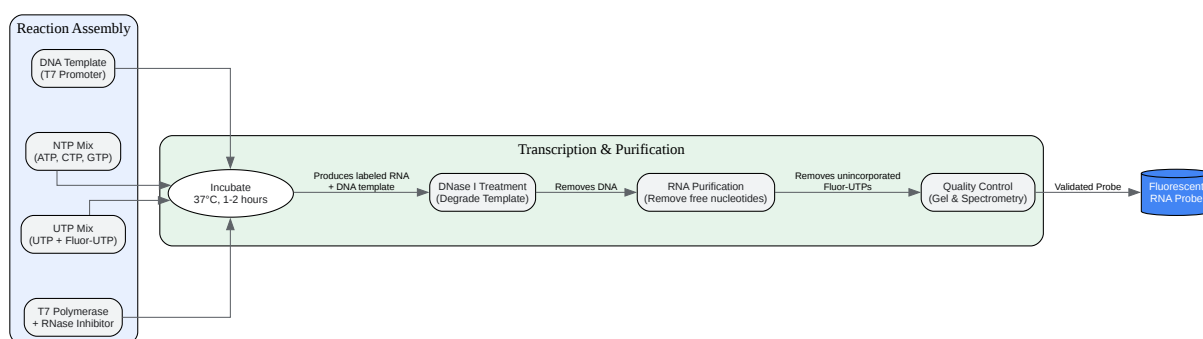 Reaction Assembly
DNA Template
(T7 Promoter)
NTP Mix
(ATP, CTP, GTP)
UTP Mix
(UTP + Fluor-UTP)
T7 Polymerase
+ RNase Inhibitor
Transcription & Purification
Incubate
37°C, 1-2 hours
Produces labeled RNA
+ DNA template
DNase I Treatment
(Degrade Template)
Removes DNA
RNA Purification
(Remove free nucleotides)
Removes unincorporated
Fluor-UTPs
Quality Control
(Gel & Spectrometry)
Validated Probe
Fluorescent
RNA Probe